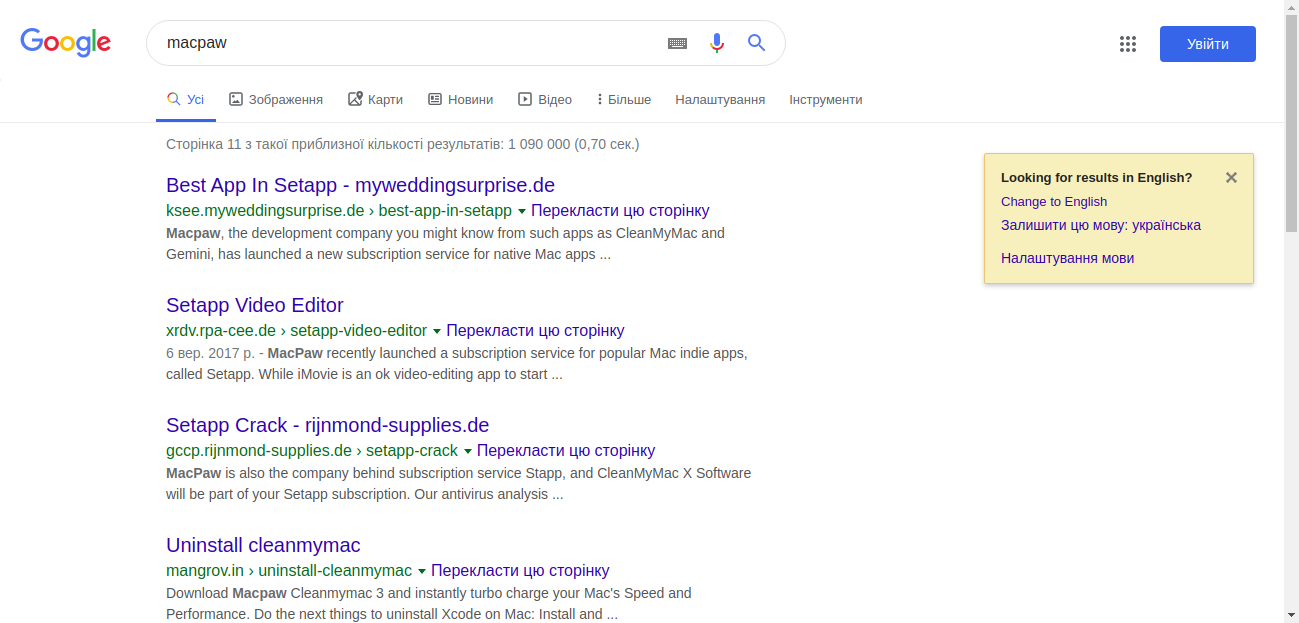 Google
macpaw
Увійти
Усі Зображення Карти Новини Відео Більше Налаштування Інструменти
Сторінка 11 з такої приблизної кількості результатів: 1 090 000 (0,70 сек.)
Best App In Setapp - myweddingsurprise.de
ksee.myweddingsurprise.de › best-app-in-setapp Перекласти цю сторінку
Macpaw, the development company you might know from such apps as CleanMyMac and
Gemini, has launched a new subscription service for native Mac apps ...
Looking for results in English?
Change to English
Залишити цю мову: українська
Налаштування мови
Setapp Video Editor
xrdv.rpa-cee.de › setapp-video-editor Перекласти цю сторінку
6 вер. 2017 р. - MacPaw recently launched a subscription service for popular Mac indie apps,
called Setapp. While iMovie is an ok video-editing app to start ...
Setapp Crack - rijnmond-supplies.de
gccp.rijnmond-supplies.de › setapp-crack Перекласти цю сторінку
MacPaw is also the company behind subscription service Stapp, and CleanMyMac X Software
will be part of your Setapp subscription. Our antivirus analysis ...
Uninstall cleanmymac
mangrov.in › uninstall-cleanmymac Перекласти цю сторінку
Download Macpaw Cleanmymac 3 and instantly turbo charge your Mac's Speed and
Performance. Do the next things to uninstall Xcode on Mac: Install and ...